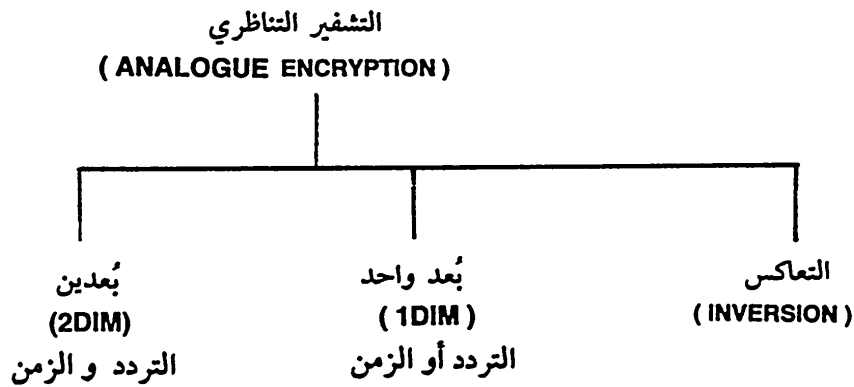 التشفير التناظري
( ANALOGUE ENCRYPTION )
التعاكس
( INVERSION )
بُعد واحد
( 1DIM )
التردد أو الزمن
بُعدين
(2DIM)
التردد و الزمن